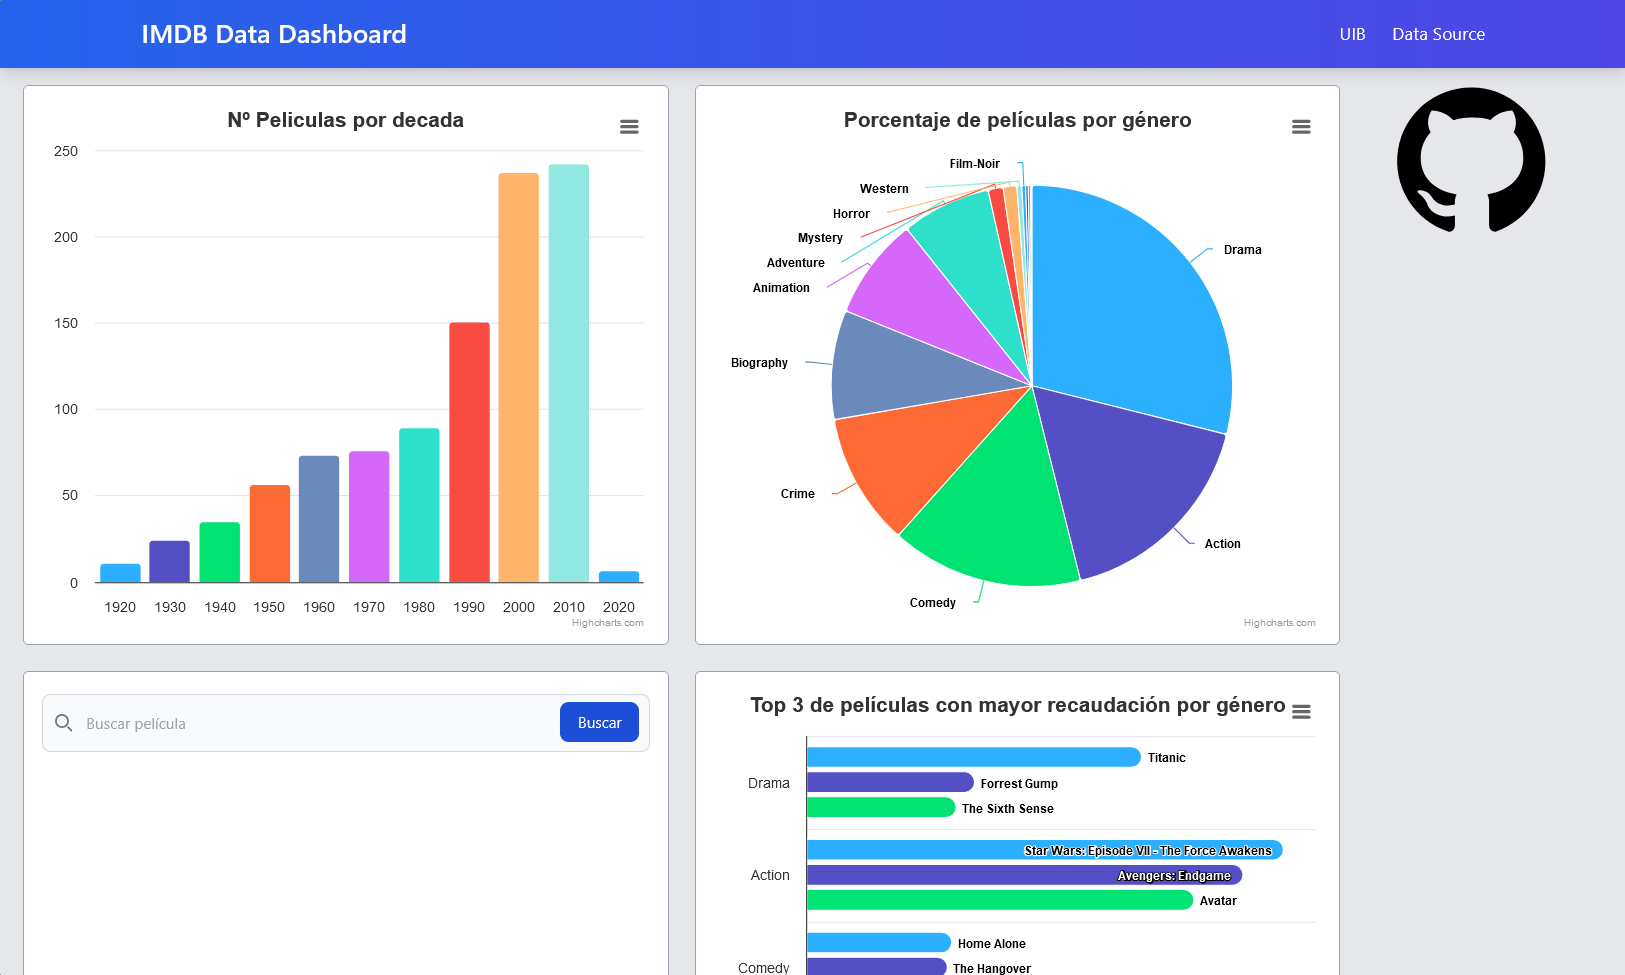 IMDB Data Dashboard
UIB
Data Source
Nº Peliculas por decada
250
200
150
100
50
0
1920 1930 1940 1950 1960 1970 1980 1990 2000 2010 2020
Highcharts.com
Porcentaje de películas por género
Film-Noir
Western
Horror
Mystery
Adventure
Animation
Biography
Crime
Comedy
Action
Drama
Highcharts.com
Buscar película
Buscar
Top 3 de películas con mayor recaudación por género
Drama
Titanic
Forrest Gump
The Sixth Sense
Action
Star Wars: Episode VII - The Force Awakens
Avengers: Endgame
Avatar
Comedy
Home Alone
The Hangover